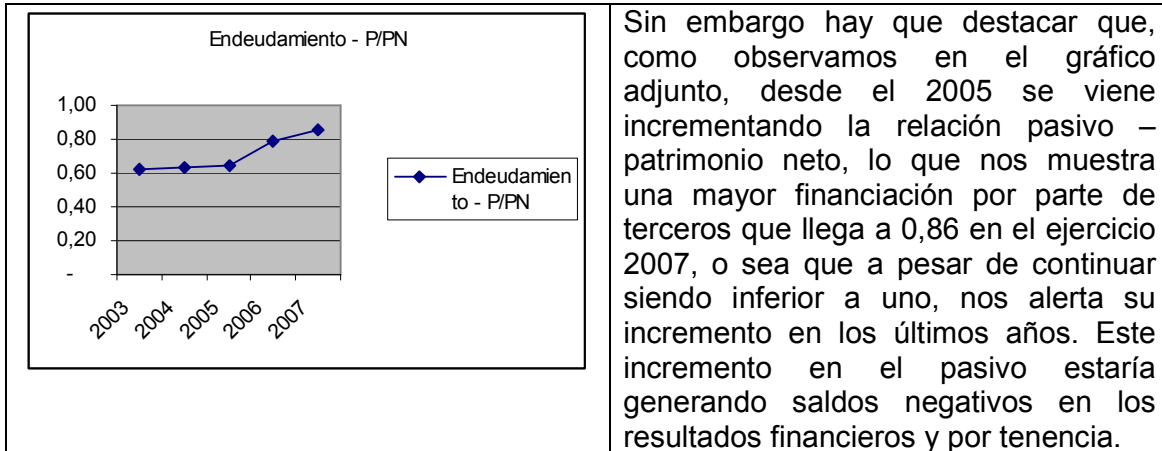 Endeudamiento - P/PN
1,00
0,80
0,60
0,40
0,20
-
2003
2004
2005
2006
2007
Endeudamien
to - P/PN
Sin embargo hay que destacar que,
como observamos en el gráfico
adjunto, desde el 2005 se viene
incrementando la relación pasivo –
patrimonio neto, lo que nos muestra
una mayor financiación por parte de
terceros que llega a 0,86 en el ejercicio
2007, o sea que a pesar de continuar
siendo inferior a uno, nos alerta su
incremento en los últimos años. Este
incremento en el pasivo estaría
generando saldos negativos en los
resultados financieros y por tenencia.